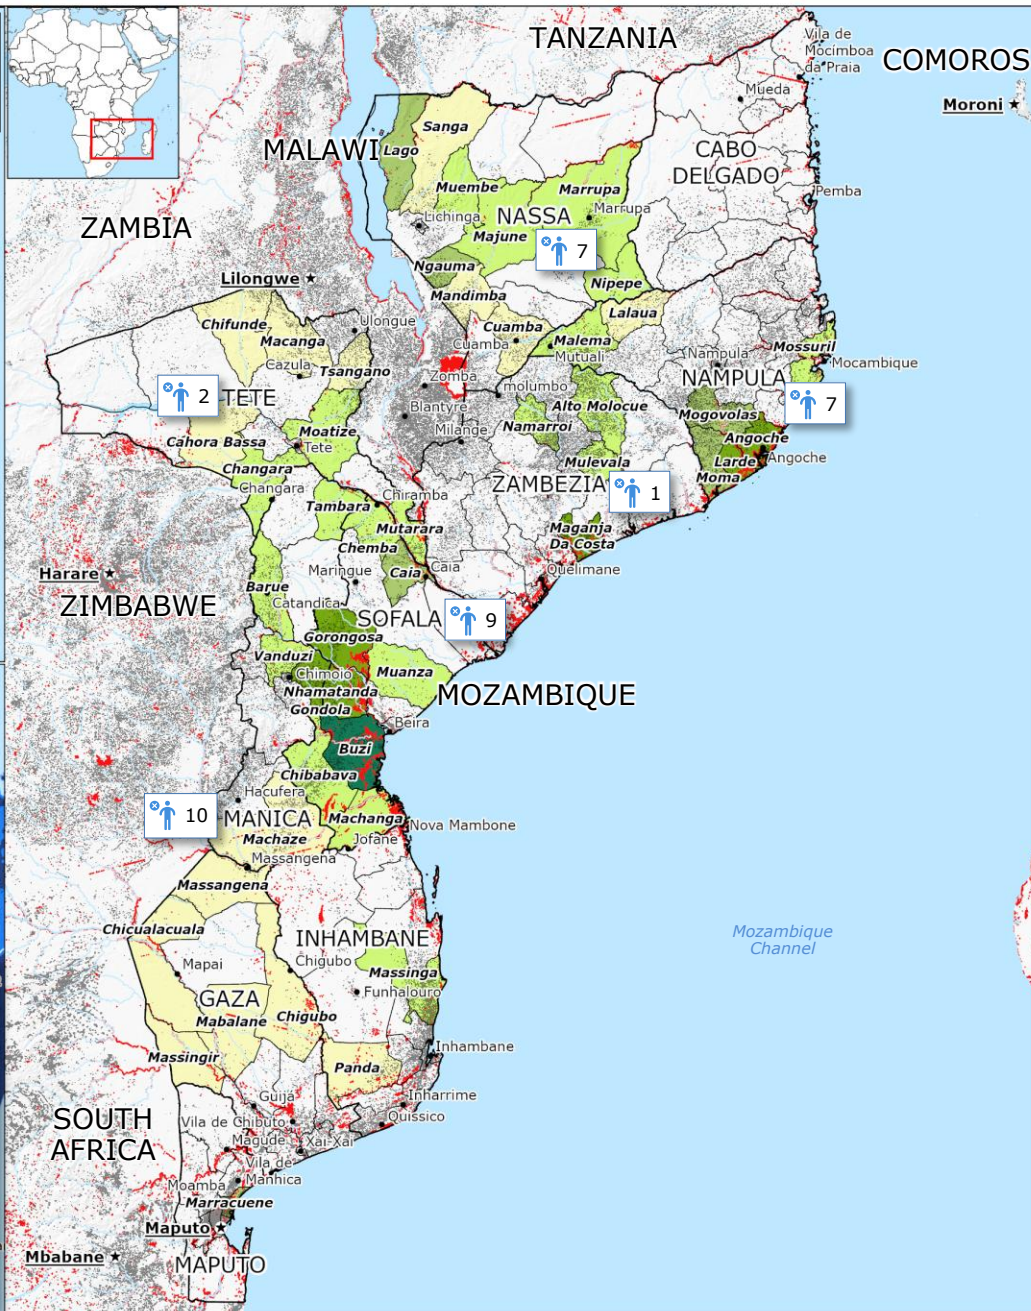 TANZANIA
Vila de
Mocímboa
da Praia
COMOROS
Mueda
Moroni
Sanga
MALAWI
Lago
CABO
DELGADO
Muembe
Marrupa
Pemba
ZAMBIA
Lichinga
NASSA
Marrupa
Majune
7
Lilongwe
Ngauma
Nipepe
Mandimba
Chifunde
Ulongue
Lalaua
Macanga
Cuamba
Cuamba
Malema
Mossuril
Cazula
Tsangano
Mutuali
Nampula
Mocambique
Zomba
molumbo
NAMPULA
2
TETE
Blantyre
Alto Molocue
Mogovolas
7
Namarroi
Moatize
Milange
Angoche
Cahora Bassa
Tete
Mulevala
Larde
Angoche
Changara
ZAMBEZIA
Moma
Changara
Chiramba
1
Tambara
Mutarara
Maganja
Da Costa
Chemba
Harare
Maringue
Caia
Caia
Quelimane
Barue
ZIMBABWE
Catandica
SOFALA
9
Gorongosa
Vanduzi
Chimoio
Muanza
Nhamatanda
MOZAMBIQUE
Gondola
Beira
Buzi
Chibabava
Hacufera
10
MANICA
Machanga
Nova Mambone
Machaze
Jofane
Massangena
Massangena
Chicualacuala
INHAMBANE
Mozambique
Channel
Mapai
Chigubo
Massinga
GAZA
Funhalouro
Mabalane
Chigubo
Massingir
Inhambane
Panda
Guija
Inharrime
SOUTH
AFRICA
Vila de Chibuto
Quissico
Magude
Xai-Xai
Vila de
Manhica
Moamba
Marracuene
Maputo
Mbabane
MAPUTO